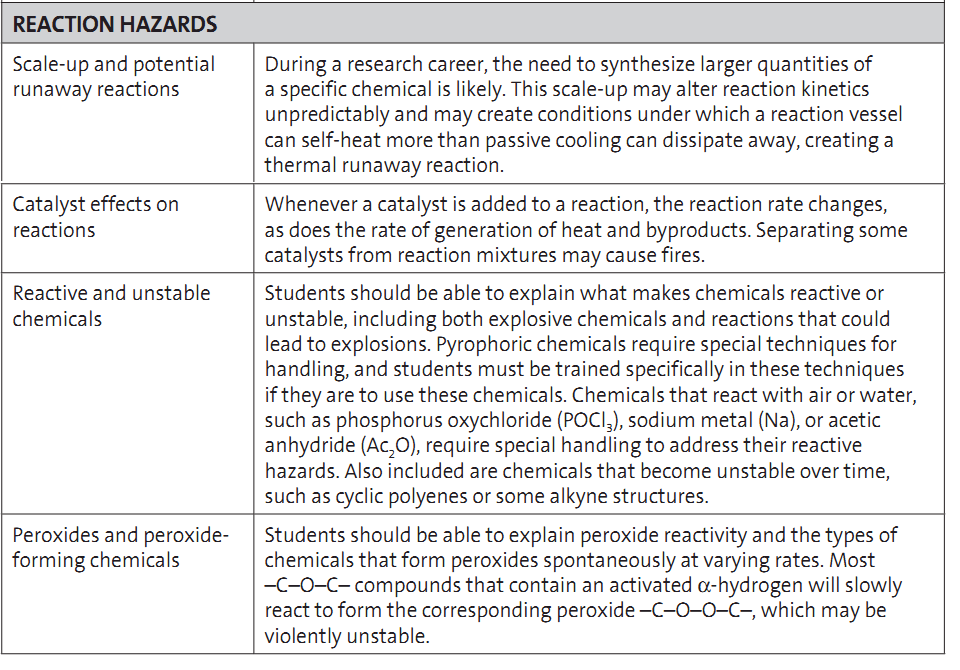 REACTION HAZARDS
Scale-up and potential
runaway reactions
During a research career, the need to synthesize larger quantities of
a specific chemical is likely. This scale-up may alter reaction kinetics
unpredictably and may create conditions under which a reaction vessel
can self-heat more than passive cooling can dissipate away, creating a
thermal runaway reaction.
Catalyst effects on
reactions
Whenever a catalyst is added to a reaction, the reaction rate changes,
as does the rate of generation of heat and byproducts. Separating some
catalysts from reaction mixtures may cause fires.
Reactive and unstable
chemicals
Students should be able to explain what makes chemicals reactive or
unstable, including both explosive chemicals and reactions that could
lead to explosions. Pyrophoric chemicals require special techniques for
handling, and students must be trained specifically in these techniques
if they are to use these chemicals. Chemicals that react with air or water,
such as phosphorus oxychloride (POCl₃), sodium metal (Na), or acetic
anhydride (Ac₂O), require special handling to address their reactive
hazards. Also included are chemicals that become unstable over time,
such as cyclic polyenes or some alkyne structures.
Peroxides and peroxide-
forming chemicals
Students should be able to explain peroxide reactivity and the types of
chemicals that form peroxides spontaneously at varying rates. Most
–C–O–C– compounds that contain an activated α-hydrogen will slowly
react to form the corresponding peroxide –C–O–O–C–, which may be
violently unstable.